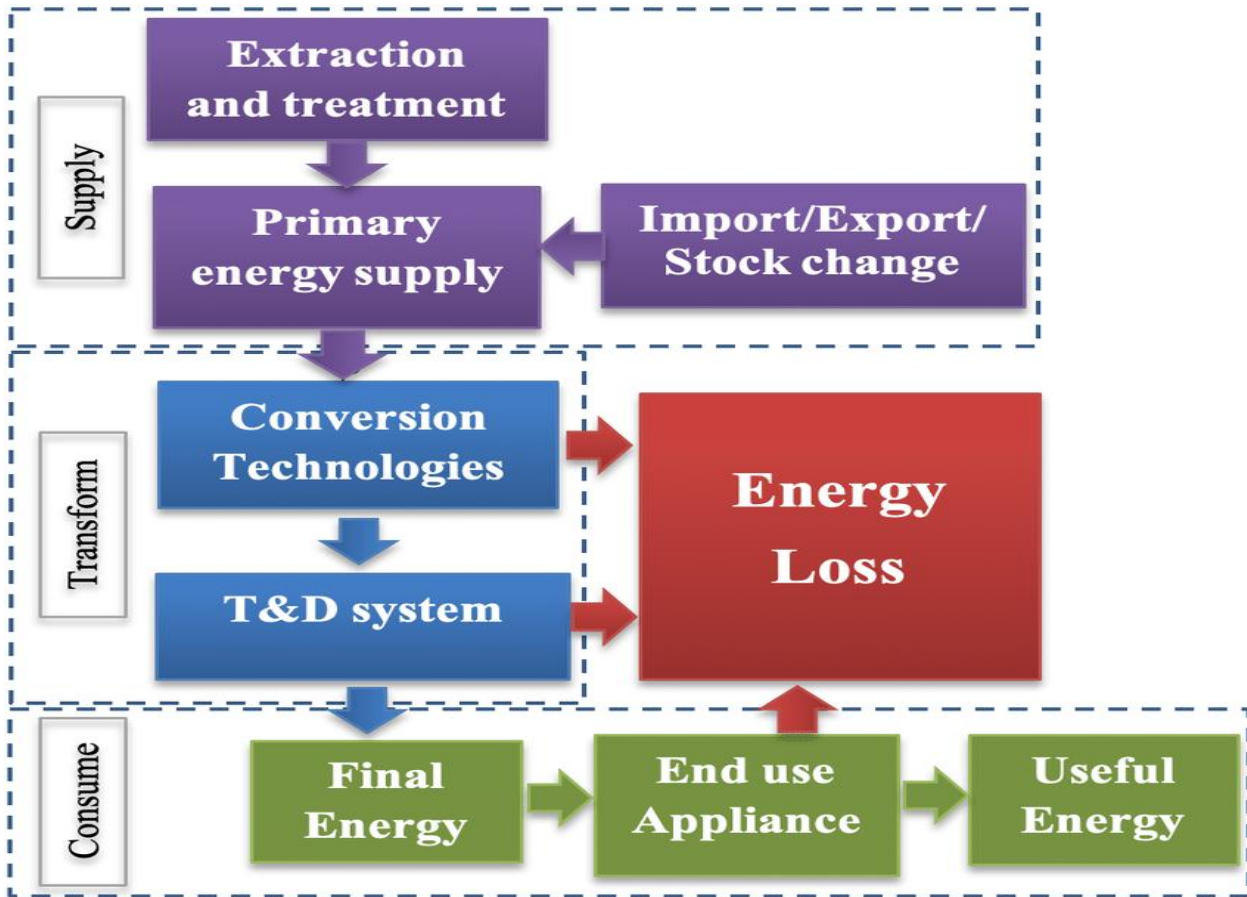 Supply
Extraction
and treatment
Primary
energy supply
Import/Export/
Stock change
Transform
Conversion
Technologies
T&D system
Energy
Loss
Consume
Final
Energy
End use
Appliance
Useful
Energy